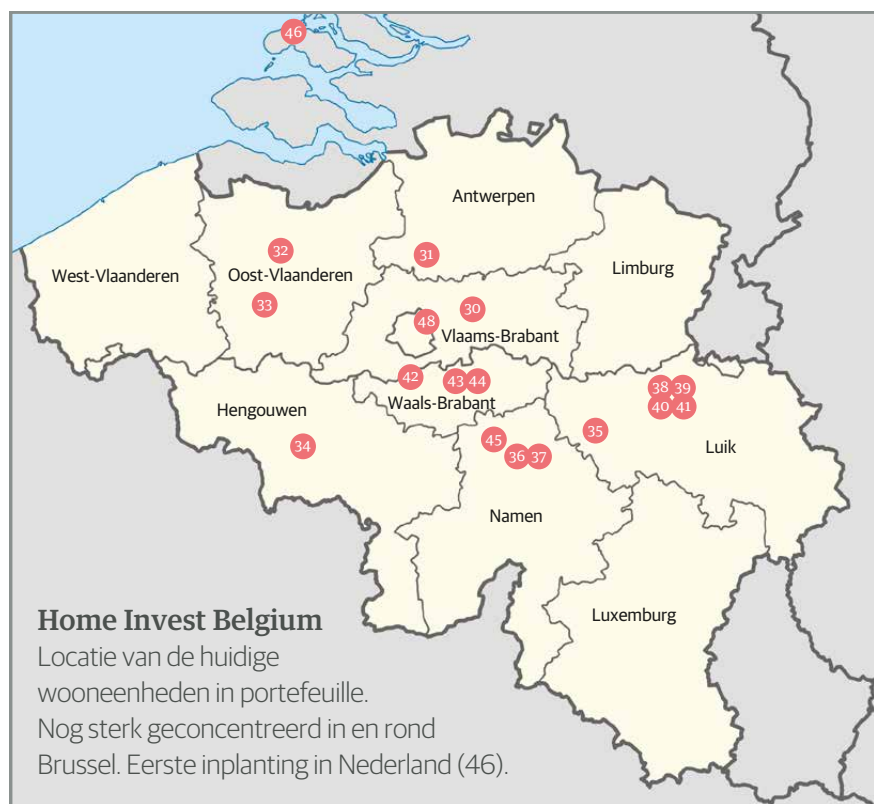 46
Antwerpen
32
31
West-Vlaanderen
Oost-Vlaanderen
Limburg
33
30
48
Vlaams-Brabant
42
43
44
38
39
Waals-Brabant
Hengouwen
40
41
35
45
34
Luik
36
37
Namen
Luxemburg
Home Invest Belgium
Locatie van de huidige
wooneenheden in portefeuille.
Nog sterk geconcentreerd in en rond
Brussel. Eerste inplanting in Nederland (46).